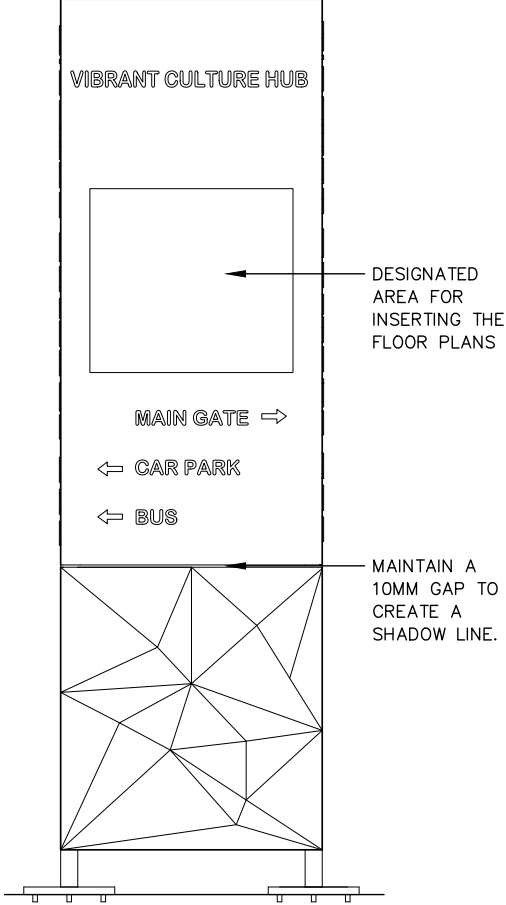 VIBRANT CULTURE HUB
DESIGNATED
AREA FOR
INSERTING THE
FLOOR PLANS
MAIN GATE
CAR PARK
BUS
MAINTAIN A
10MM GAP TO
CREATE A
SHADOW LINE.